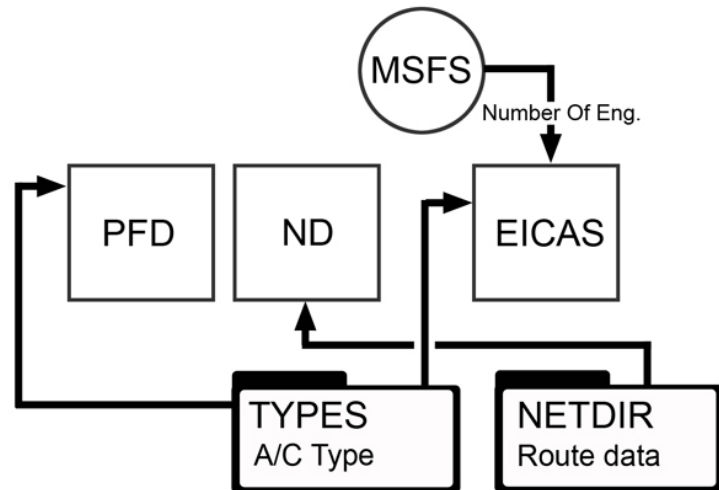 MSFS
Number Of Eng.
PFD
ND
EICAS
TYPES
A/C Type
NETDIR
Route data